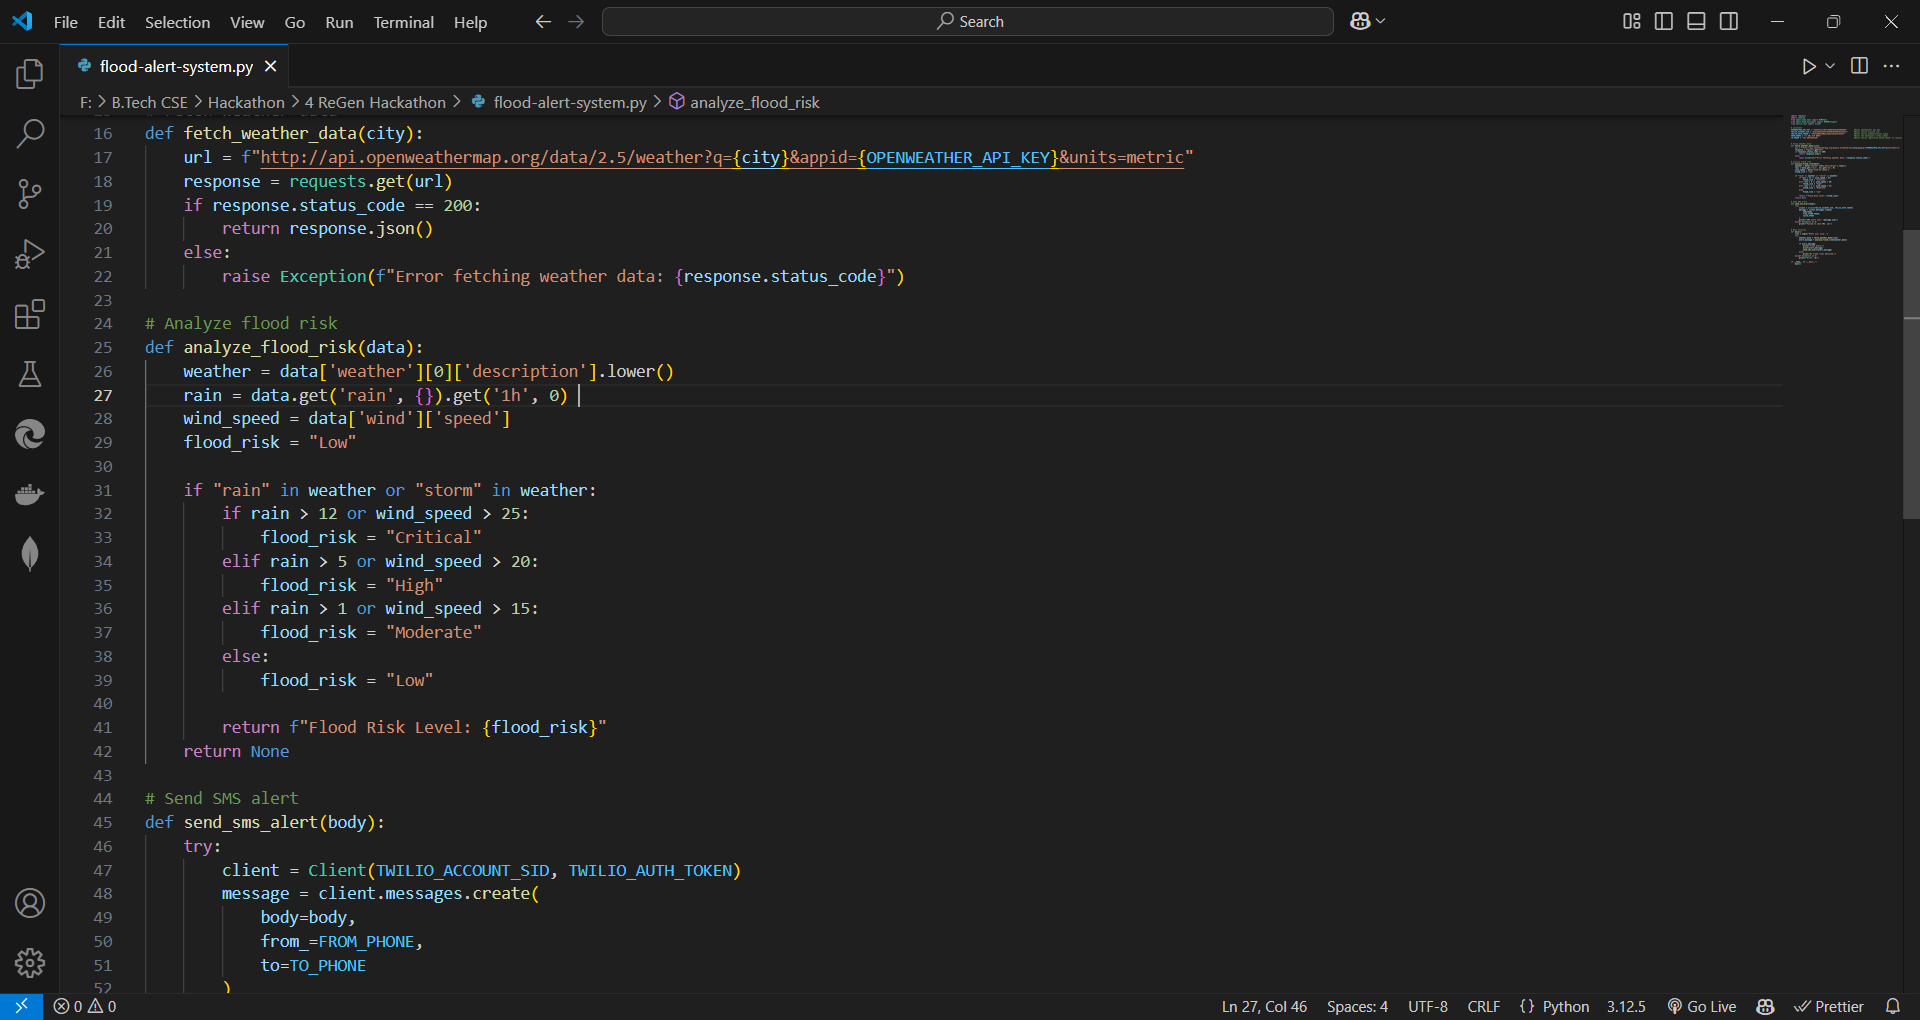 File Edit Selection View Go Run Terminal Help Search
flood-alert-system.py
F: > B.Tech CSE > Hackathon > 4 ReGen Hackathon > flood-alert-system.py > analyze_flood_risk
16 def fetch_weather_data(city):
17     url = f"http://api.openweathermap.org/data/2.5/weather?q={city}&appid={OPENWEATHER_API_KEY}&units=metric"
18     response = requests.get(url)
19     if response.status_code == 200:
20         return response.json()
21     else:
22         raise Exception(f"Error fetching weather data: {response.status_code}")
23
24 # Analyze flood risk
25 def analyze_flood_risk(data):
26     weather = data['weather'][0]['description'].lower()
27     rain = data.get('rain', {}).get('1h', 0)
28     wind_speed = data['wind']['speed']
29     flood_risk = "Low"
30
31     if "rain" in weather or "storm" in weather:
32         if rain > 12 or wind_speed > 25:
33             flood_risk = "Critical"
34         elif rain > 5 or wind_speed > 20:
35             flood_risk = "High"
36         elif rain > 1 or wind_speed > 15:
37             flood_risk = "Moderate"
38         else:
39             flood_risk = "Low"
40
41         return f"Flood Risk Level: {flood_risk}"
42     return None
43
44 # Send SMS alert
45 def send_sms_alert(body):
46     try:
47         client = Client(TWILIO_ACCOUNT_SID, TWILIO_AUTH_TOKEN)
48         message = client.messages.create(
49             body=body,
50             from_=FROM_PHONE,
51             to=TO_PHONE
52         )
0 0 Ln 27, Col 46 Spaces: 4 UTF-8 CRLF {} Python 3.12.5 Go Live Prettier